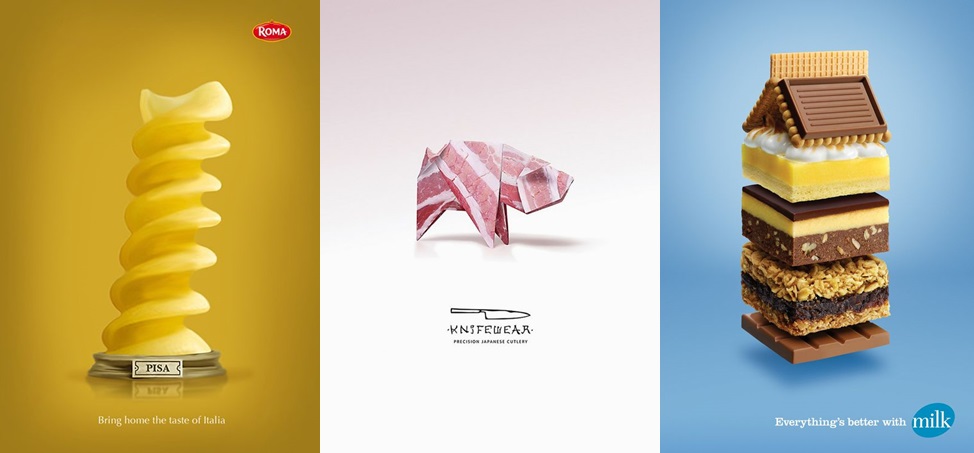 ROMA
PISA
Bring home the taste of Italia
KNIFEWEAR
PRECISION JAPANESE CUTLERY
Everything's better with milk